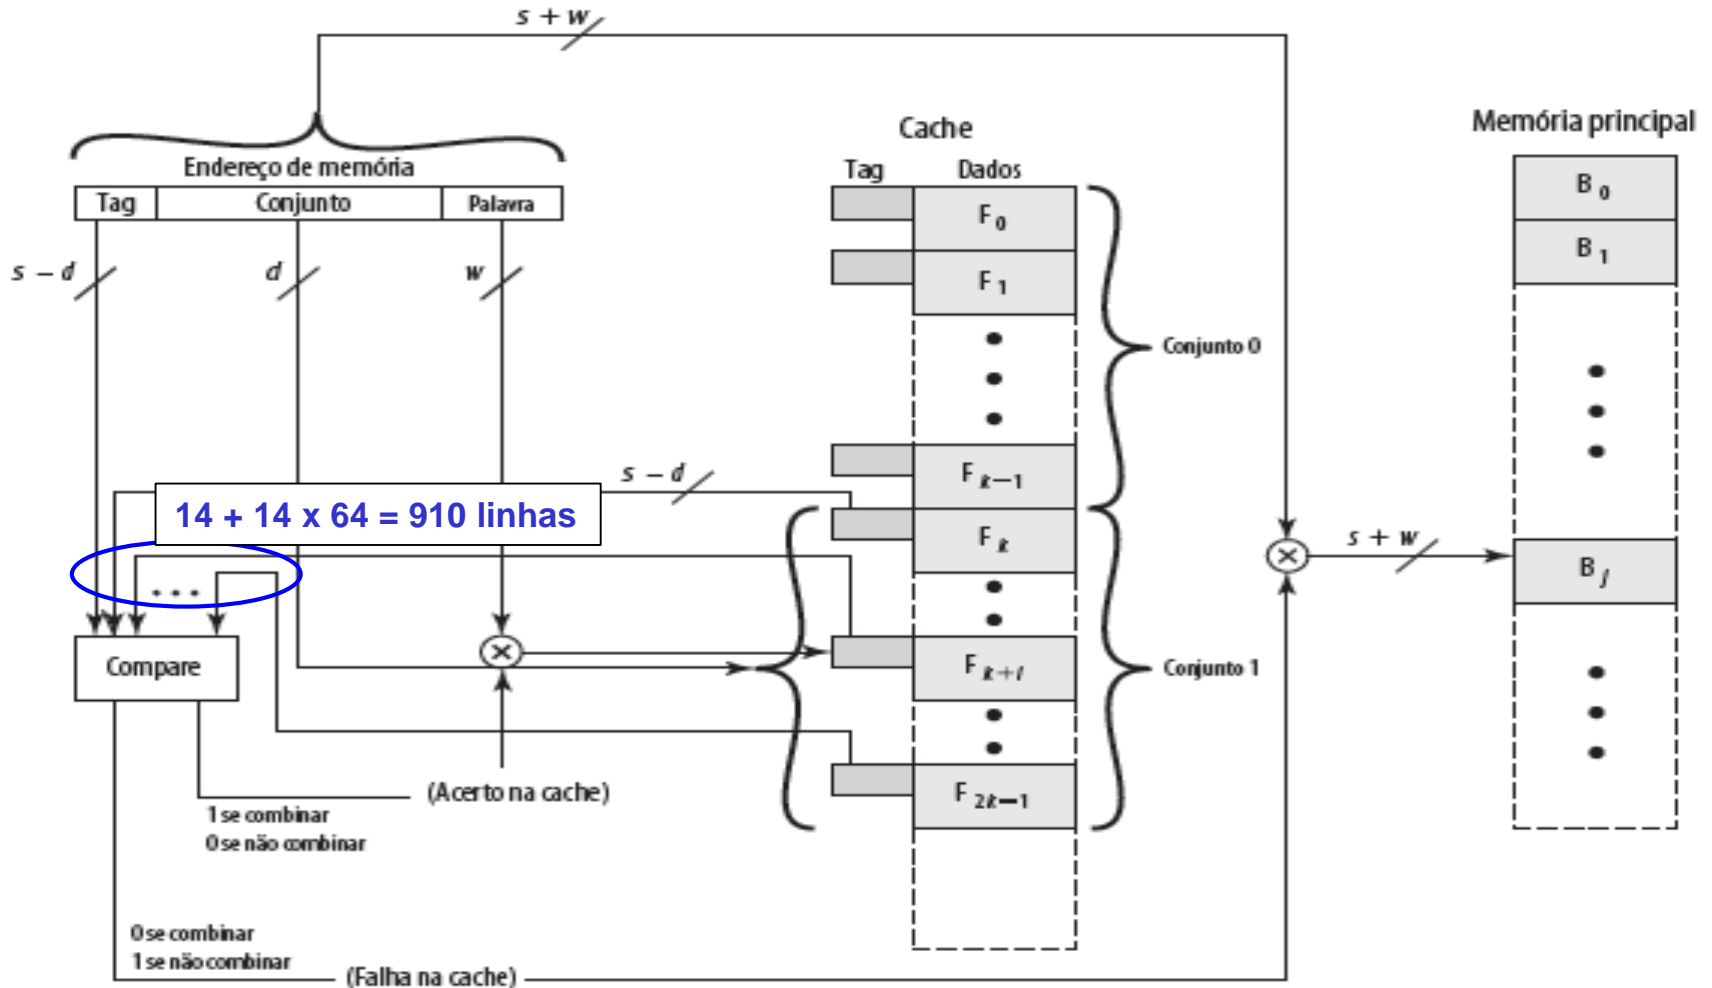 s + w
Endereço de memória
Tag
Conjunto
Palavra
s – d
d
w
Cache
Tag
Dados
F 0
F 1
F k–1
F k
F k+l
F 2k–1
Conjunto 0
Conjunto 1
Memória principal
B 0
B 1
B j
s – d
14 + 14 x 64 = 910 linhas
s + w
Compare
(Acerto na cache)
1 se combinar
0 se não combinar
0 se combinar
1 se não combinar
(Falha na cache)